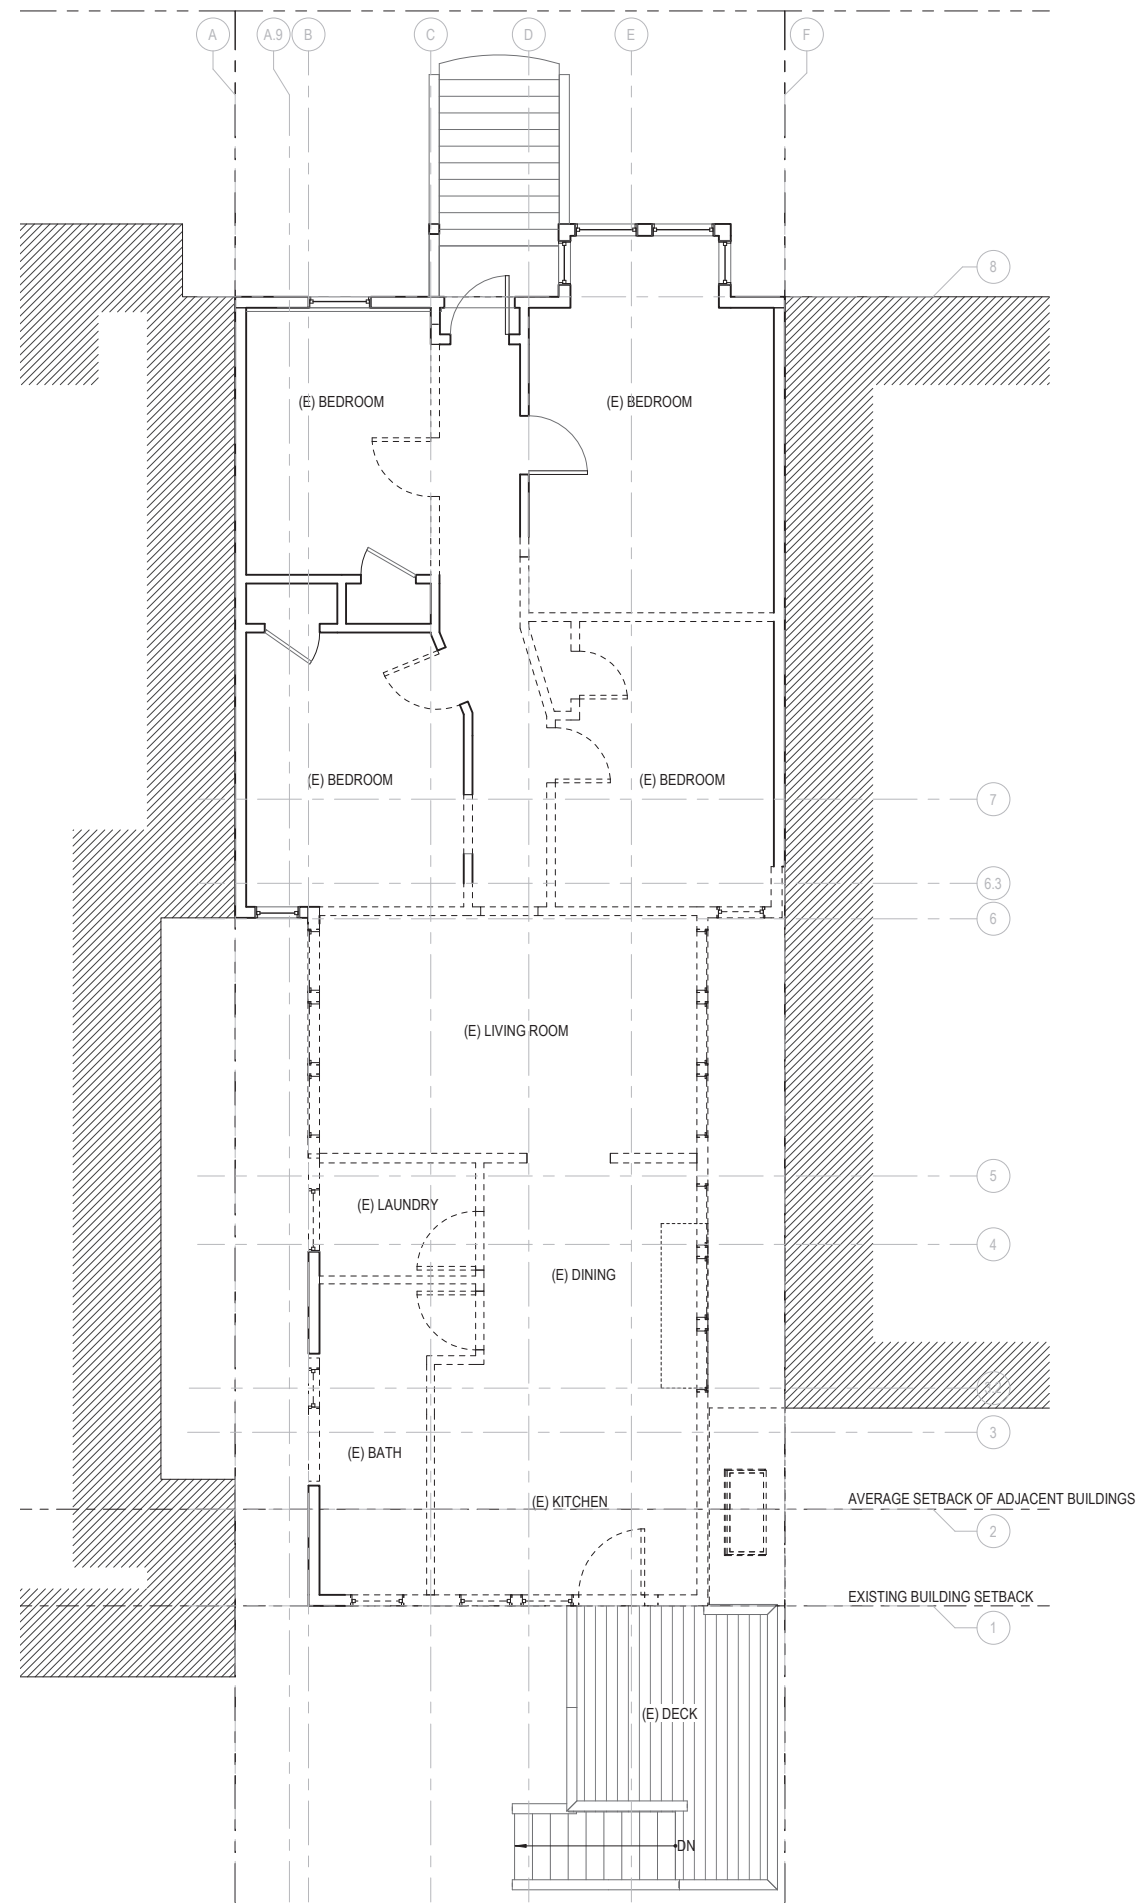 A
A.9
B
C
D
E
F
8
(E) BEDROOM
(E) BEDROOM
(E) BEDROOM
(E) BEDROOM
7
6.3
6
(E) LIVING ROOM
5
(E) LAUNDRY
4
(E) DINING
3
(E) BATH
(E) KITCHEN
AVERAGE SETBACK OF ADJACENT BUILDINGS
2
EXISTING BUILDING SETBACK
1
(E) DECK
DN